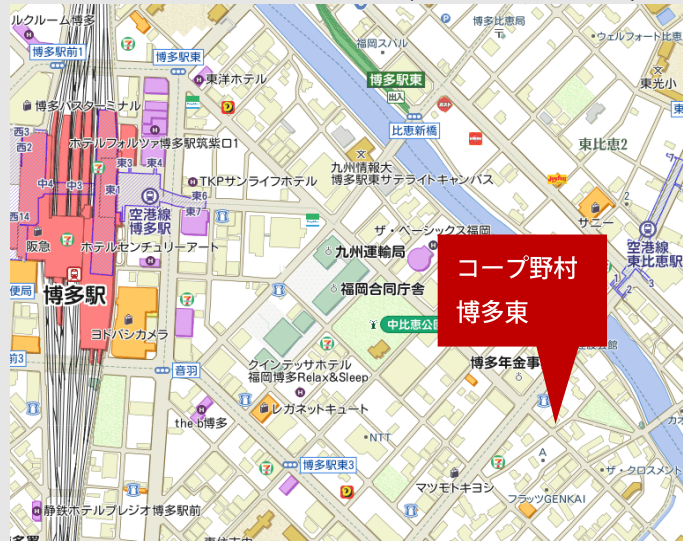 ルクルーム博多
博多駅前1
博多駅東
福岡スバル
博多比恵局
ウェルフォート比恵
東光小
東洋ホテル
博多駅東
出入
博多バスターミナル
比恵新橋
東比恵2
西3
西2
ホテルフォルツァ博多駅筑紫口1
九州情報大
博多駅東サテライトキャンパス
東3
東4
中4
中3
東1
TKPサンライフホテル
東6
東7
空港線
博多駅
西14
サニー
ザ・ベーシックス福岡
空港線
東比恵駅
阪急
ホテルセンチュリーアート
九州運輸局
コープ野村
博多東
福岡合同庁舎
便局
博多駅
中比恵公園
ヨドバシカメラ
前3
音羽
クインテッサホテル
福岡博多Relax&Sleep
博多年金事
レガネットキュート
the b博多
NTT
博多駅東3
マツモトキヨシ
A
ザ・クロスメント
フラッツGENKAI
静鉄ホテルプレジオ博多駅前